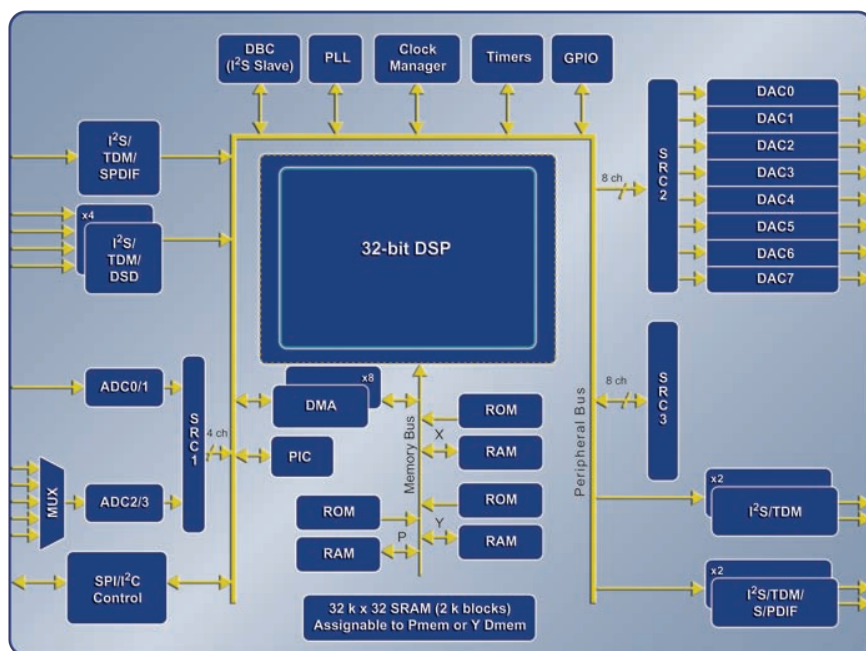 DBC
(I²S Slave)
PLL
Clock
Manager
Timers
GPIO
I²S/
TDM/
SPDIF
x4
I²S/
TDM/
DSD
32-bit DSP
8 ch
SRC2
DAC0
DAC1
DAC2
DAC3
DAC4
DAC5
DAC6
DAC7
ADC0/1
SRC1
4 ch
x8
DMA
PIC
Memory Bus
ROM
X
RAM
ROM
Y
RAM
ROM
P
RAM
Peripheral Bus
8 ch
SRC3
MUX
ADC2/3
SPI/I²C
Control
x2
I²S/TDM
x2
I²S/TDM/
S/PDIF
32 k x 32 SRAM (2 k blocks)
Assignable to Pmem or Y Dmem